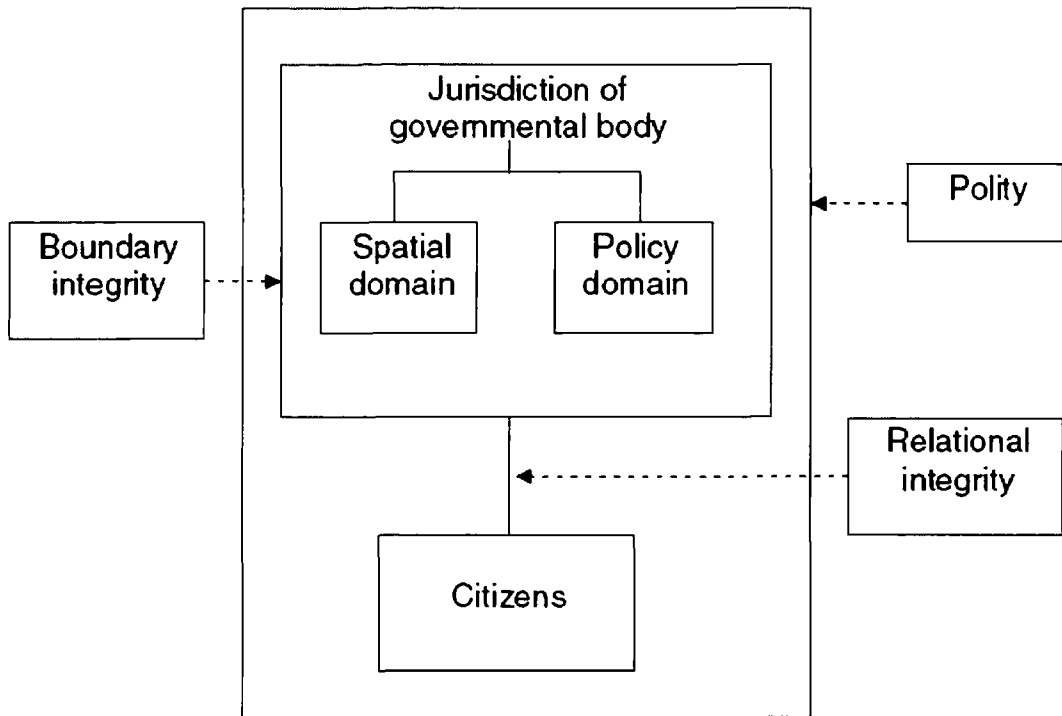 Jurisdiction of
governmental body
Polity
Boundary
integrity
Spatial
domain
Policy
domain
Relational
integrity
Citizens